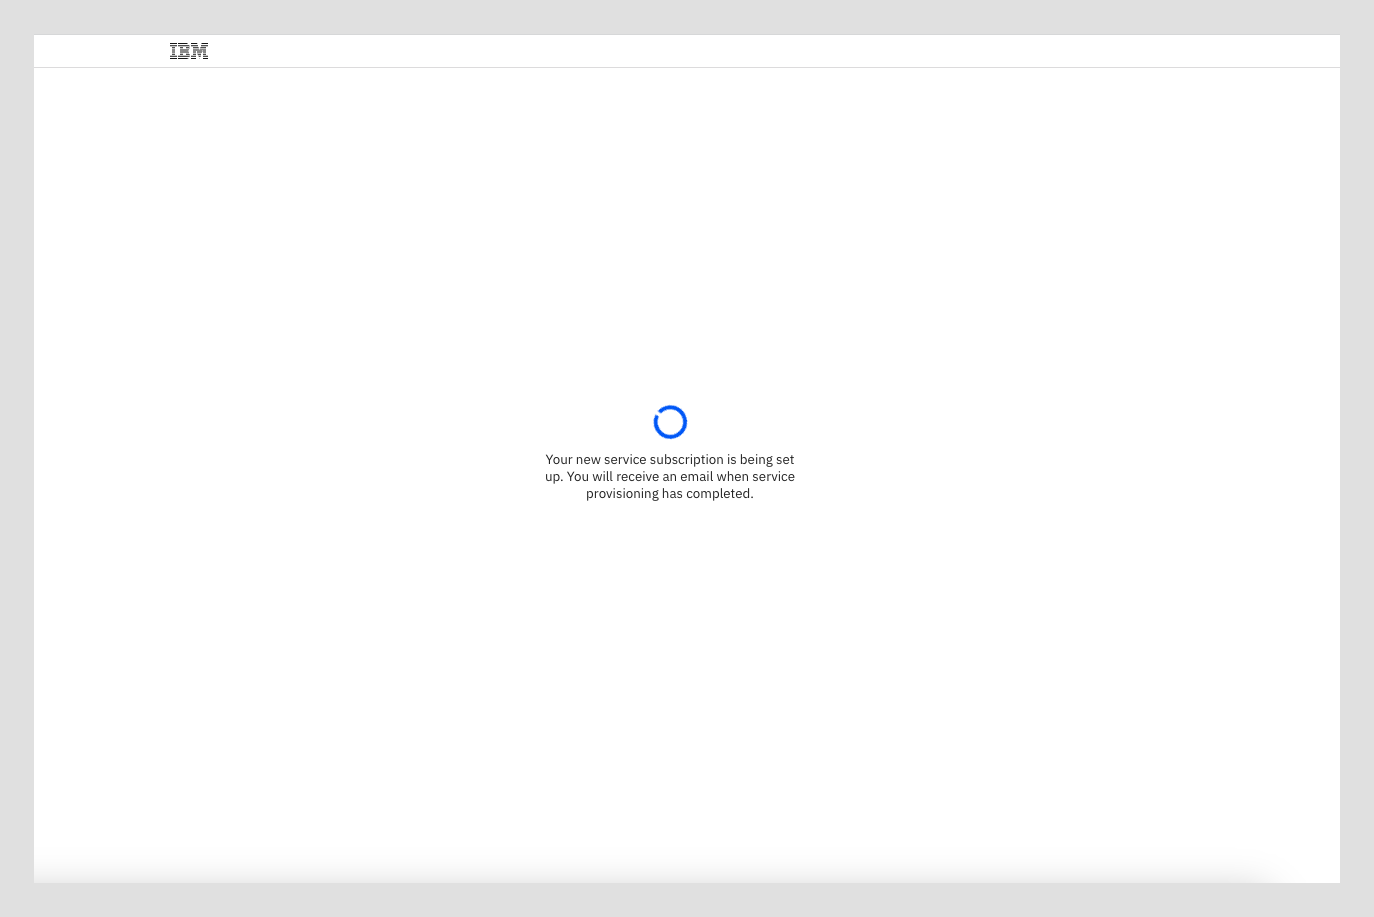 IBM
Your new service subscription is being set
up. You will receive an email when service
provisioning has completed.